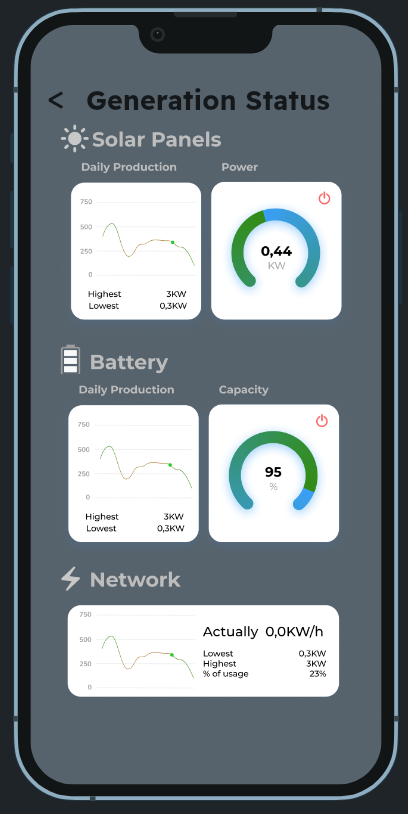 < Generation Status
Solar Panels
Daily Production Power
750
500
250
0
Highest 3KW
Lowest 0,3KW
0,44
KW
Battery
Daily Production Capacity
750
500
250
0
Highest 3KW
Lowest 0,3KW
95
%
Network
750
500
250
0
Actually 0,0KW/h
Lowest 0,3KW
Highest 3KW
% of usage 23%